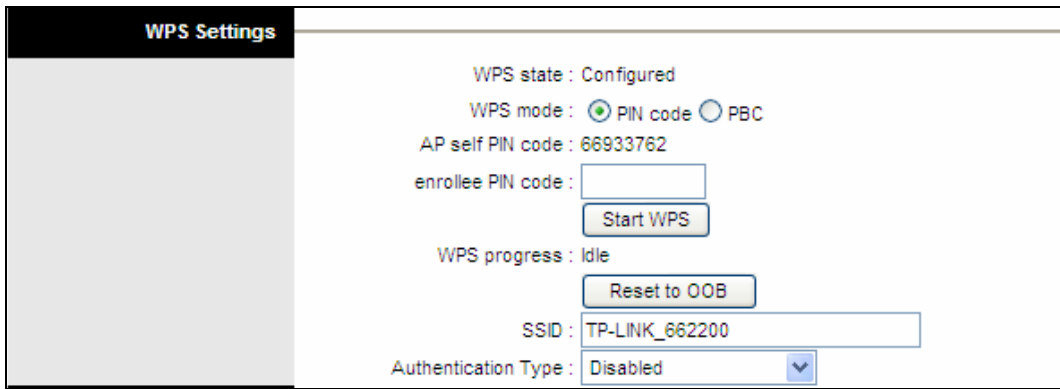 WPS Settings
WPS state : Configured
WPS mode : PIN code PBC
AP self PIN code : 66933762
enrollee PIN code :
Start WPS
WPS progress : Idle
Reset to OOB
SSID : TP-LINK_662200
Authentication Type : Disabled